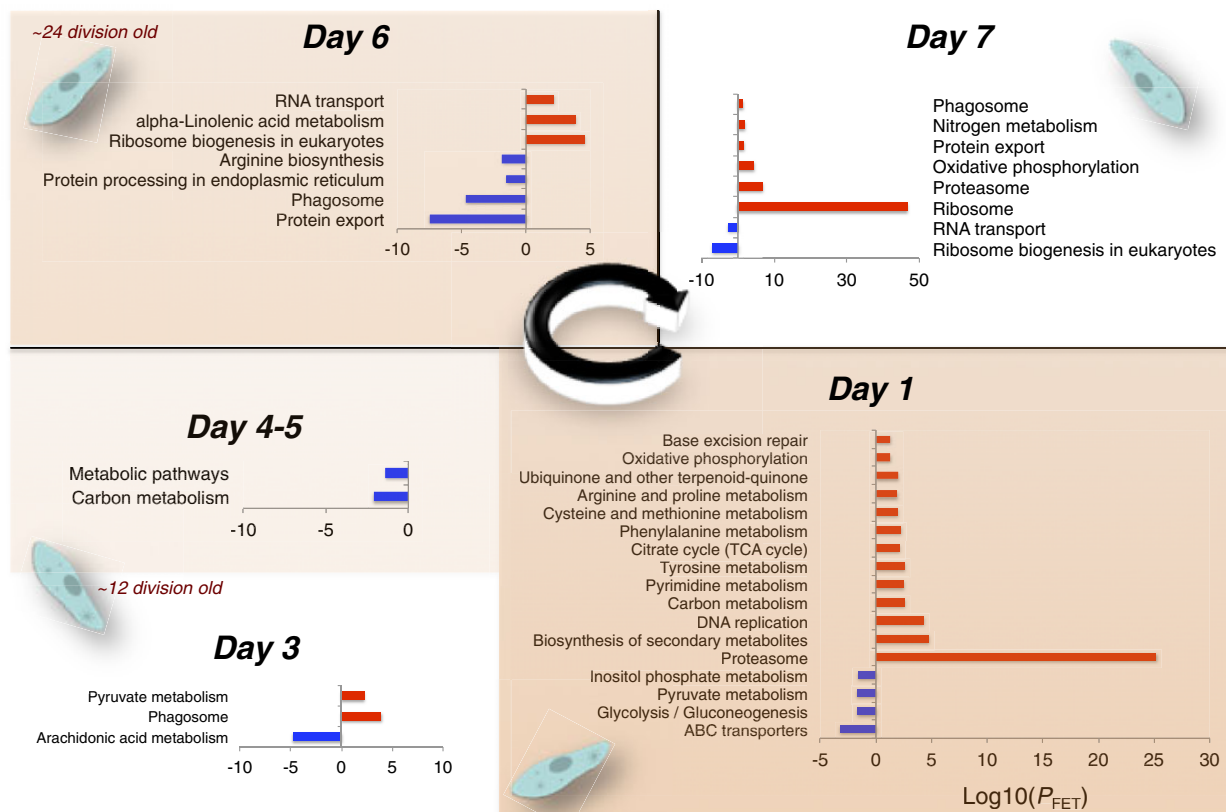 ~24 division old
Day 6
RNA transport
alpha-Linolenic acid metabolism
Ribosome biogenesis in eukaryotes
Arginine biosynthesis
Protein processing in endoplasmic reticulum
Phagosome
Protein export
-10 -5 0 5
Day 7
Phagosome
Nitrogen metabolism
Protein export
Oxidative phosphorylation
Proteasome
Ribosome
RNA transport
Ribosome biogenesis in eukaryotes
-10 10 30 50
Day 4-5
Metabolic pathways
Carbon metabolism
-10 -5 0
~12 division old
Day 3
Pyruvate metabolism
Phagosome
Arachidonic acid metabolism
-10 -5 0 5 10
Day 1
Base excision repair
Oxidative phosphorylation
Ubiquinone and other terpenoid-quinone
Arginine and proline metabolism
Cysteine and methionine metabolism
Phenylalanine metabolism
Citrate cycle (TCA cycle)
Tyrosine metabolism
Pyrimidine metabolism
Carbon metabolism
DNA replication
Biosynthesis of secondary metabolites
Proteasome
Inositol phosphate metabolism
Pyruvate metabolism
Glycolysis / Gluconeogenesis
ABC transporters
-5 0 5 10 15 20 25 30
Log10(P_FET)